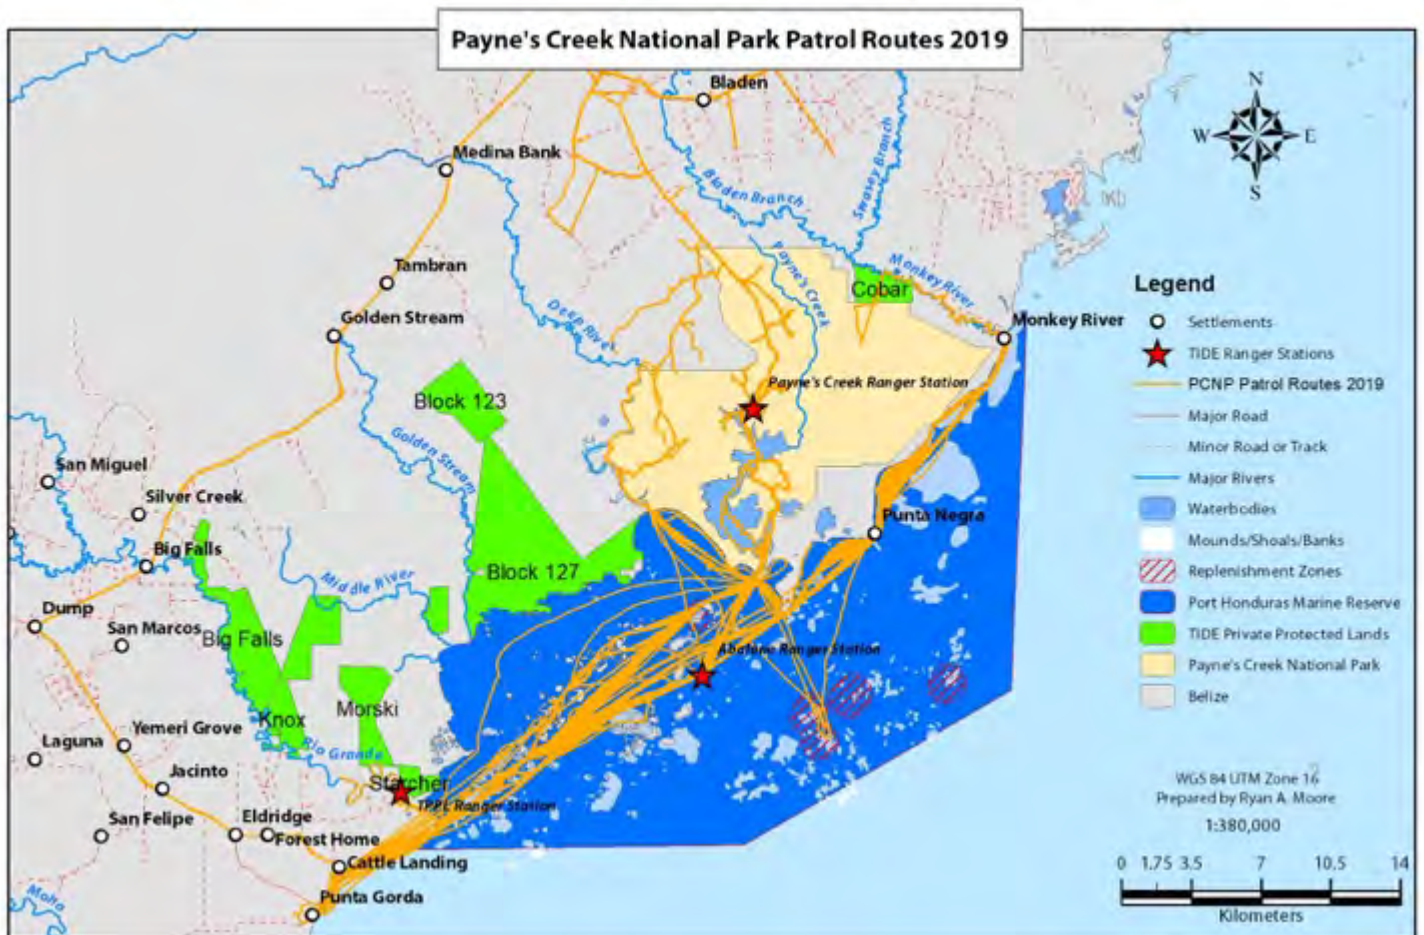 Payne's Creek National Park Patrol Routes 2019
Bladen
N
W
E
S
Medina Bank
Bladen Branch
Swasey Branch
Tambran
Payne's Creek
Monkey River
Cobar
Legend
Golden Stream
Deep River
Monkey River
Settlements
TIDE Ranger Stations
Payne's Creek Ranger Station
PCNP Patrol Routes 2019
Block 123
Major Road
Golden Stream
Minor Road or Track
San Miguel
Major Rivers
Silver Creek
Punta Negra
Waterbodies
Big Falls
Mounds/Shoals/Banks
Block 127
Middle River
Replenishment Zones
Dump
Port Honduras Marine Reserve
San Marcos
Big Falls
TIDE Private Protected Lands
Abalone Ranger Station
Payne's Creek National Park
Belize
Knox
Morski
Yemeri Grove
Laguna
Rio Grande
Jacinto
Starcher
TPPL Ranger Station
WGS 84 UTM Zone 16
Prepared by Ryan A. Moore
1:380,000
San Felipe
Eldridge
Forest Home
Cattle Landing
0 1.75 3.5 7 10.5 14
Kilometers
Punta Gorda
Moho